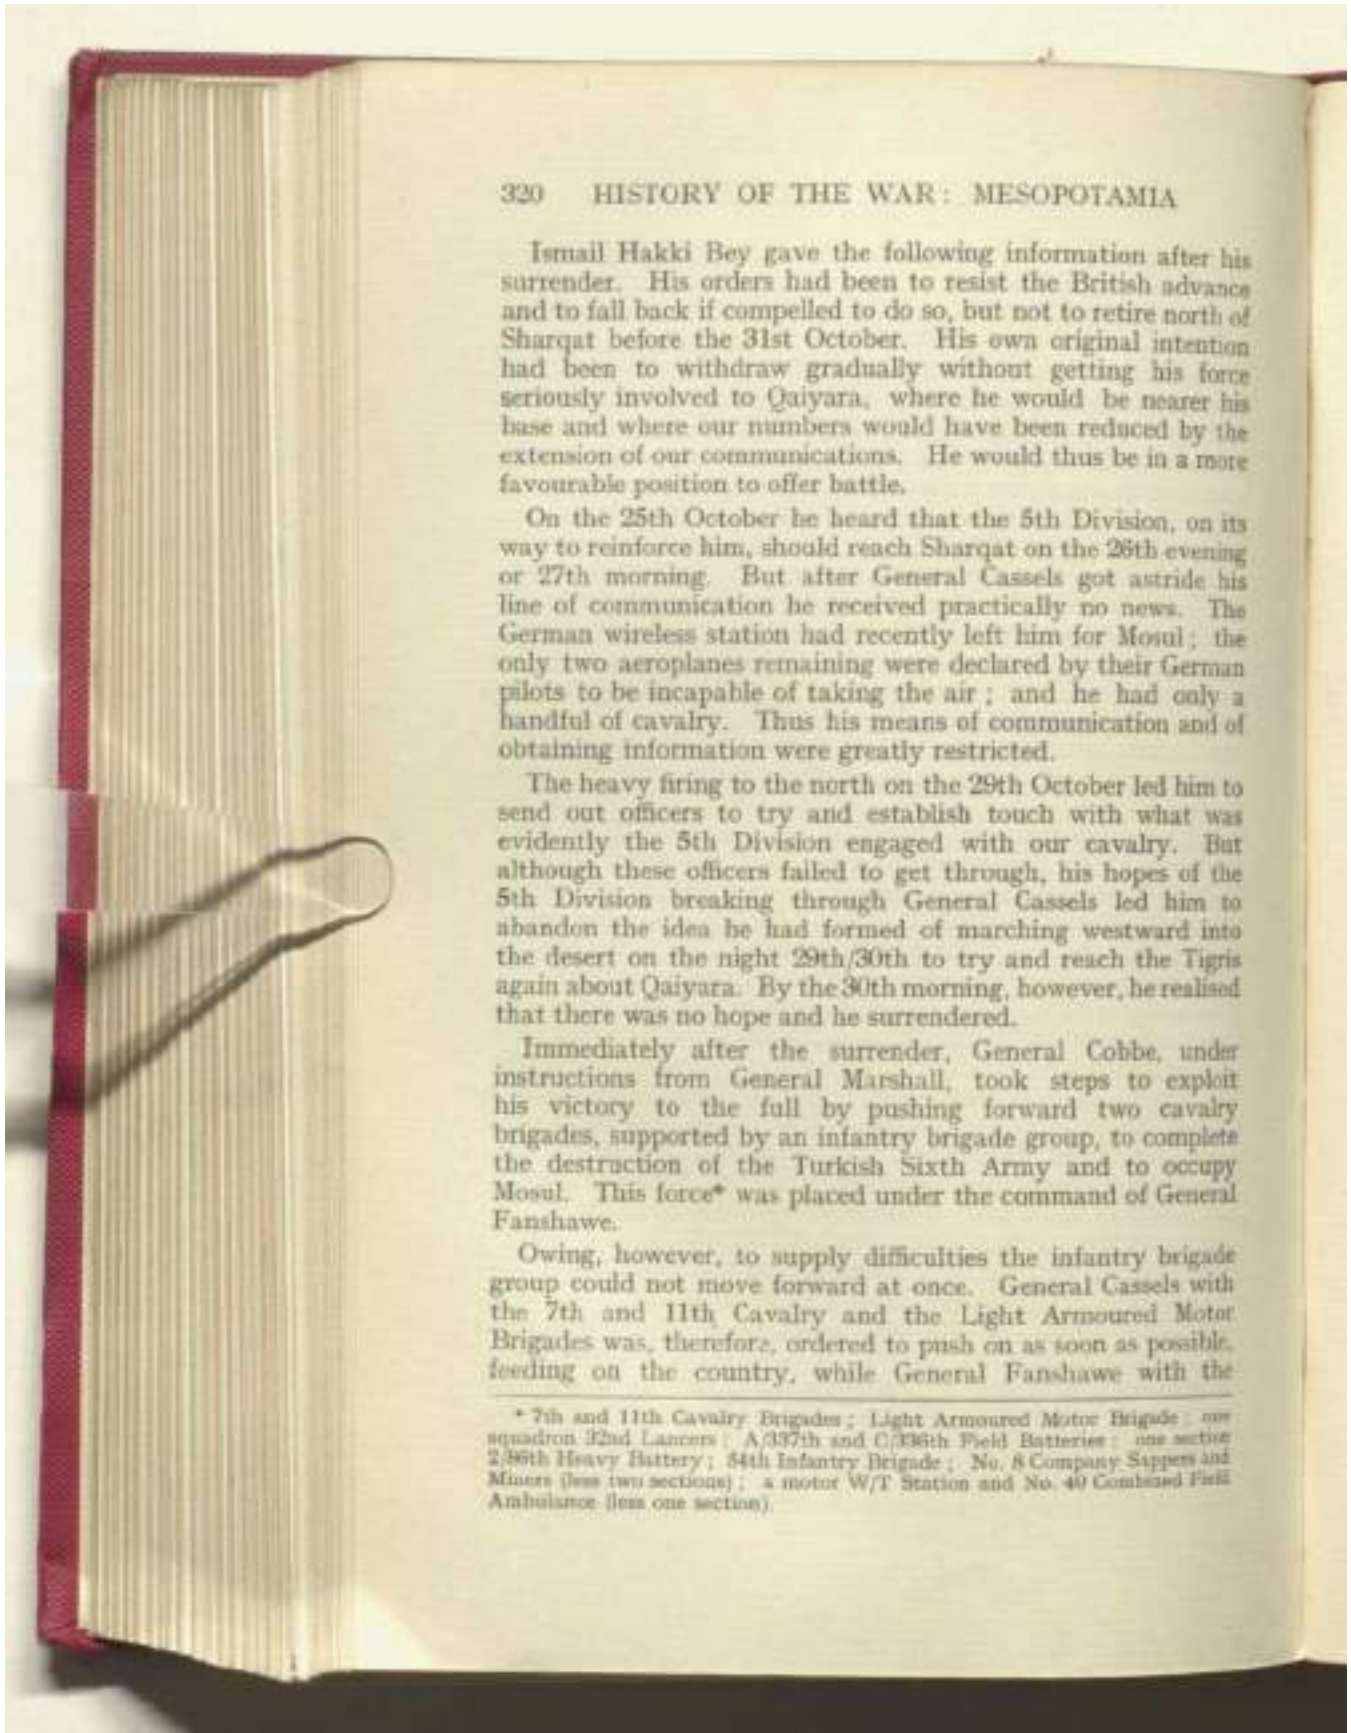 320 HISTORY OF THE WAR: MESOPOTAMIA
Ismail Hakki Bey gave the following information after his
surrender. His orders had been to resist the British advance
and to fall back if compelled to do so, but not to retire north of
Sharqat before the 31st October. His own original intention
had been to withdraw gradually without getting his force
seriously involved to Qaiyara, where he would be nearer his
base and where our numbers would have been reduced by the
extension of our communications. He would thus be in a more
favourable position to offer battle.
On the 25th October he heard that the 5th Division, on its
way to reinforce him, should reach Sharqat on the 26th evening
or 27th morning. But after General Cassels got astride his
line of communication he received practically no news. The
German wireless station had recently left him for Mosul; the
only two aeroplanes remaining were declared by their German
pilots to be incapable of taking the air; and he had only a
handful of cavalry. Thus his means of communication and of
obtaining information were greatly restricted.
The heavy firing to the north on the 29th October led him to
send out officers to try and establish touch with what was
evidently the 5th Division engaged with our cavalry. But
although these officers failed to get through, his hopes of the
5th Division breaking through General Cassels led him to
abandon the idea he had formed of marching westward into
the desert on the night 29th/30th to try and reach the Tigris
again about Qaiyara. By the 30th morning, however, he realised
that there was no hope and he surrendered.
Immediately after the surrender, General Cobbe, under
instructions from General Marshall, took steps to exploit
his victory to the full by pushing forward two cavalry
brigades, supported by an infantry brigade group, to complete
the destruction of the Turkish Sixth Army and to occupy
Mosul. This force* was placed under the command of General
Fanshawe.
Owing, however, to supply difficulties the infantry brigade
group could not move forward at once. General Cassels with
the 7th and 11th Cavalry and the Light Armoured Motor
Brigades was, therefore, ordered to push on as soon as possible,
feeding on the country, while General Fanshawe with the
* 7th and 11th Cavalry Brigades; Light Armoured Motor Brigade; one
squadron 32nd Lancers; A/337th and C/336th Field Batteries; one section
2/86th Heavy Battery; 54th Infantry Brigade; No. 8 Company Sappers and
Miners (less two sections); a motor W/T Station and No. 40 Combined Field
Ambulance (less one section).